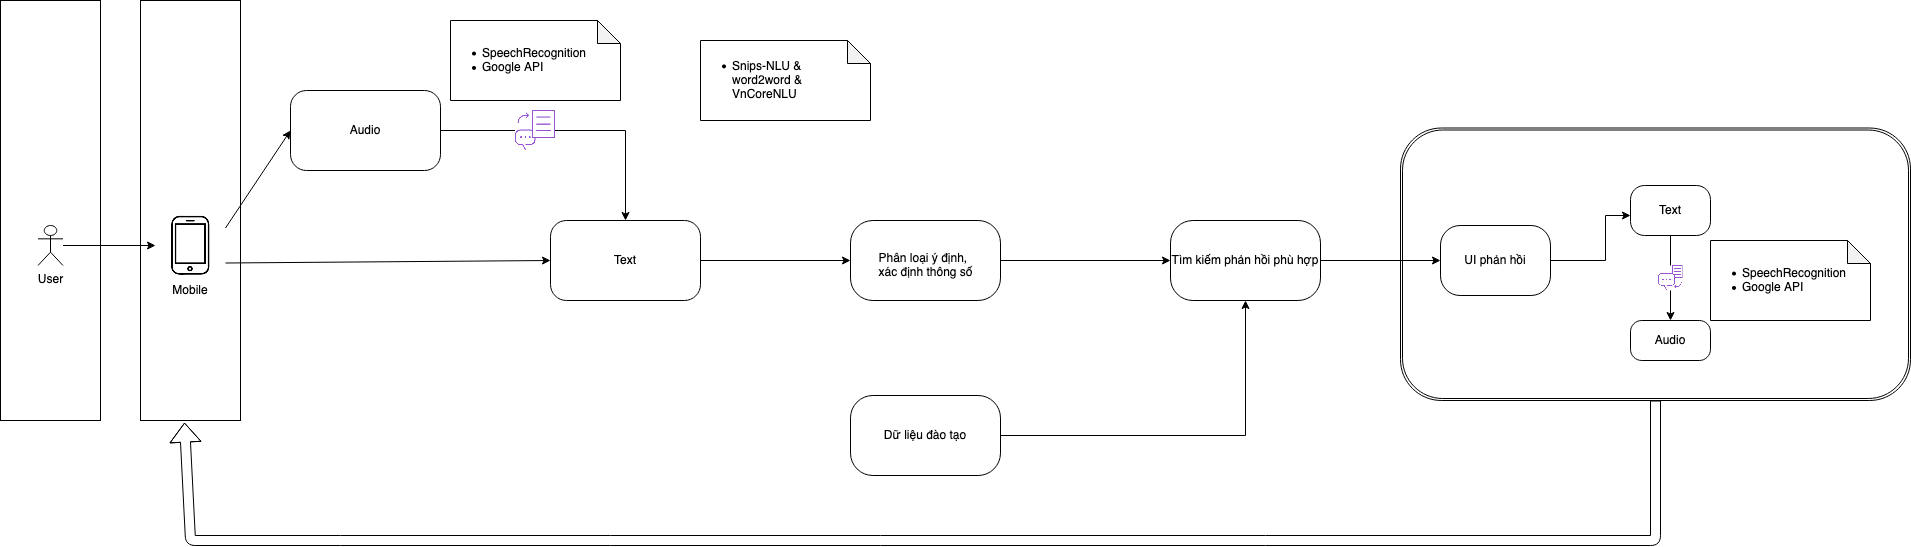 User
Mobile
Audio
• SpeechRecognition
• Google API
• Snips-NLU &
word2word &
VnCoreNLU
Text
Phân loại ý định,
xác định thông số
Tìm kiếm phản hồi phù hợp
Dữ liệu đào tạo
UI phản hồi
Text
• SpeechRecognition
• Google API
Audio